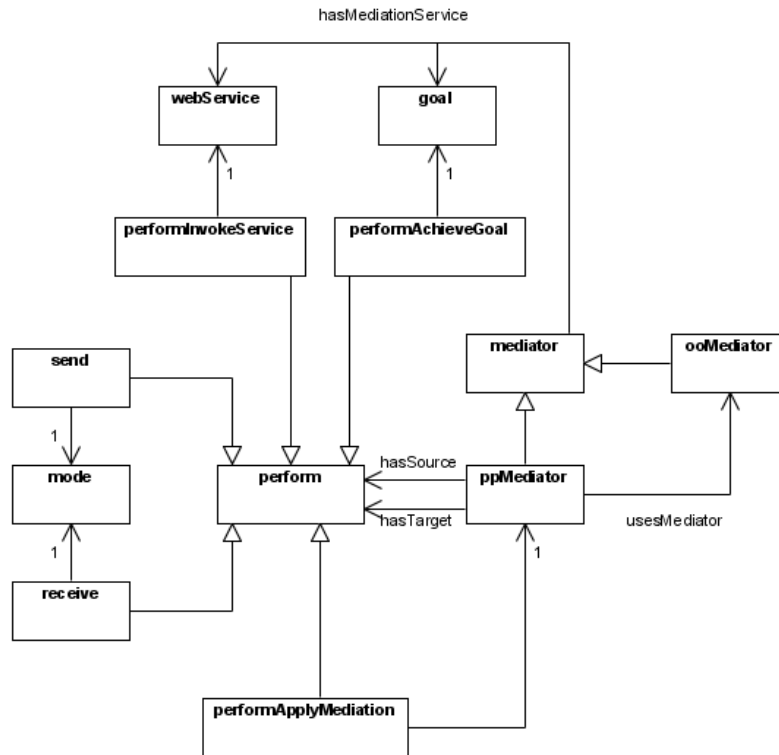 hasMediationService
webService
goal
1
1
performInvokeService
performAchieveGoal
mediator
ooMediator
send
1
mode
perform
hasSource
ppMediator
hasTarget
usesMediator
1
1
receive
performApplyMediation